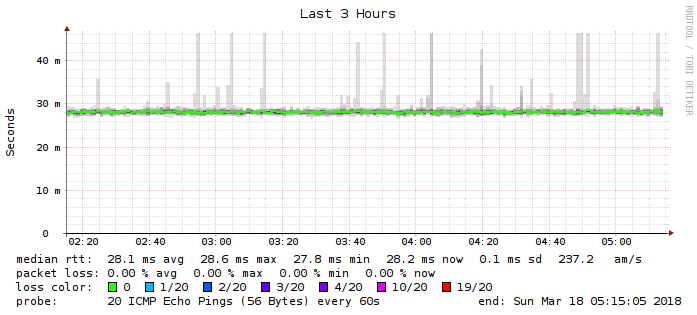 Last 3 Hours
RRDTOOL / TOBI OETIKER
Seconds
40 m
30 m
20 m
10 m
0
02:20 02:40 03:00 03:20 03:40 04:00 04:20 04:40 05:00
median rtt: 28.1 ms avg 28.6 ms max 27.8 ms min 28.2 ms now 0.1 ms sd 237.2 am/s
packet loss: 0.00 % avg 0.00 % max 0.00 % min 0.00 % now
loss color: 0 1/20 2/20 3/20 4/20 10/20 19/20
probe: 20 ICMP Echo Pings (56 Bytes) every 60s end: Sun Mar 18 05:15:05 2018